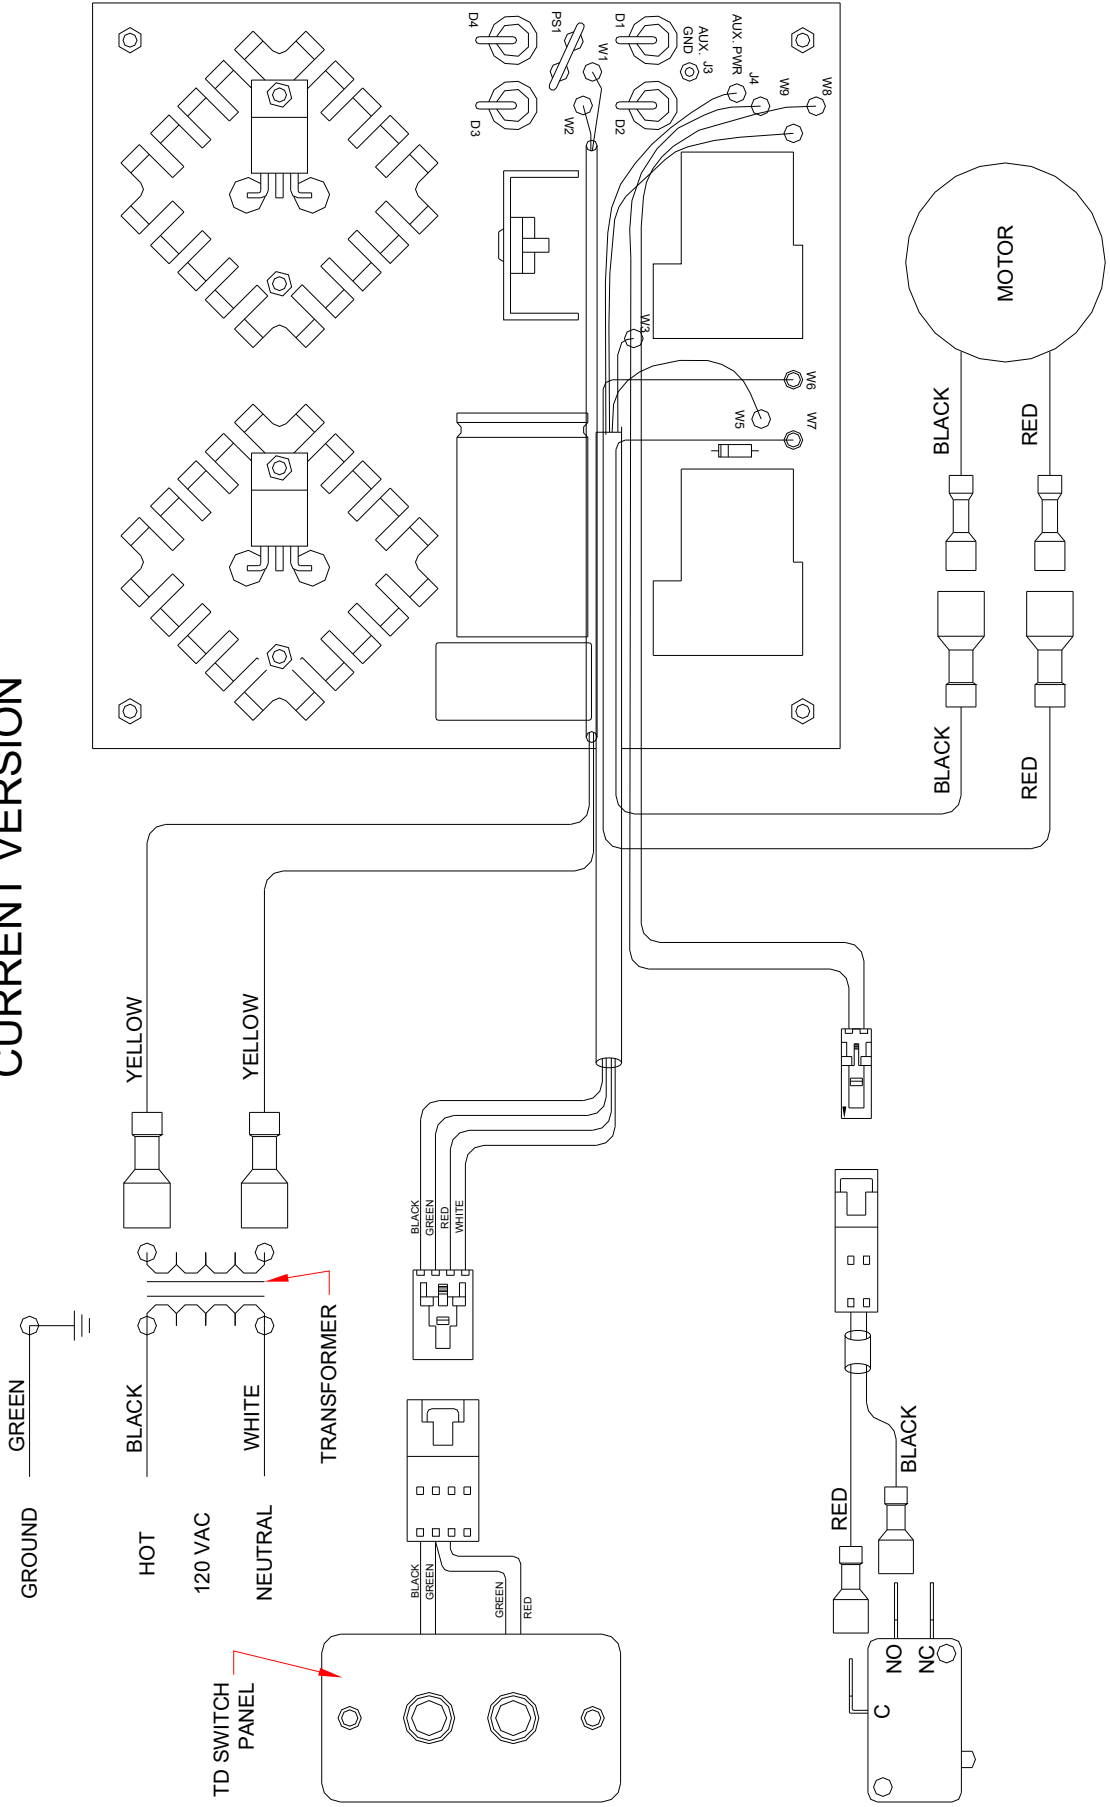 CURRENT VERSION
D4
PS1
D1
AUX. J3
GND
AUX. PWR
J4
W9
W8
W1
D3
W2
D2
W3
W6
W5
W7
MOTOR
BLACK
RED
BLACK
RED
YELLOW
YELLOW
BLACK
GREEN
RED
WHITE
GREEN
BLACK
WHITE
TRANSFORMER
GROUND
HOT
120 VAC
NEUTRAL
BLACK
GREEN
GREEN
RED
TD SWITCH
PANEL
RED
BLACK
NO
NC
C